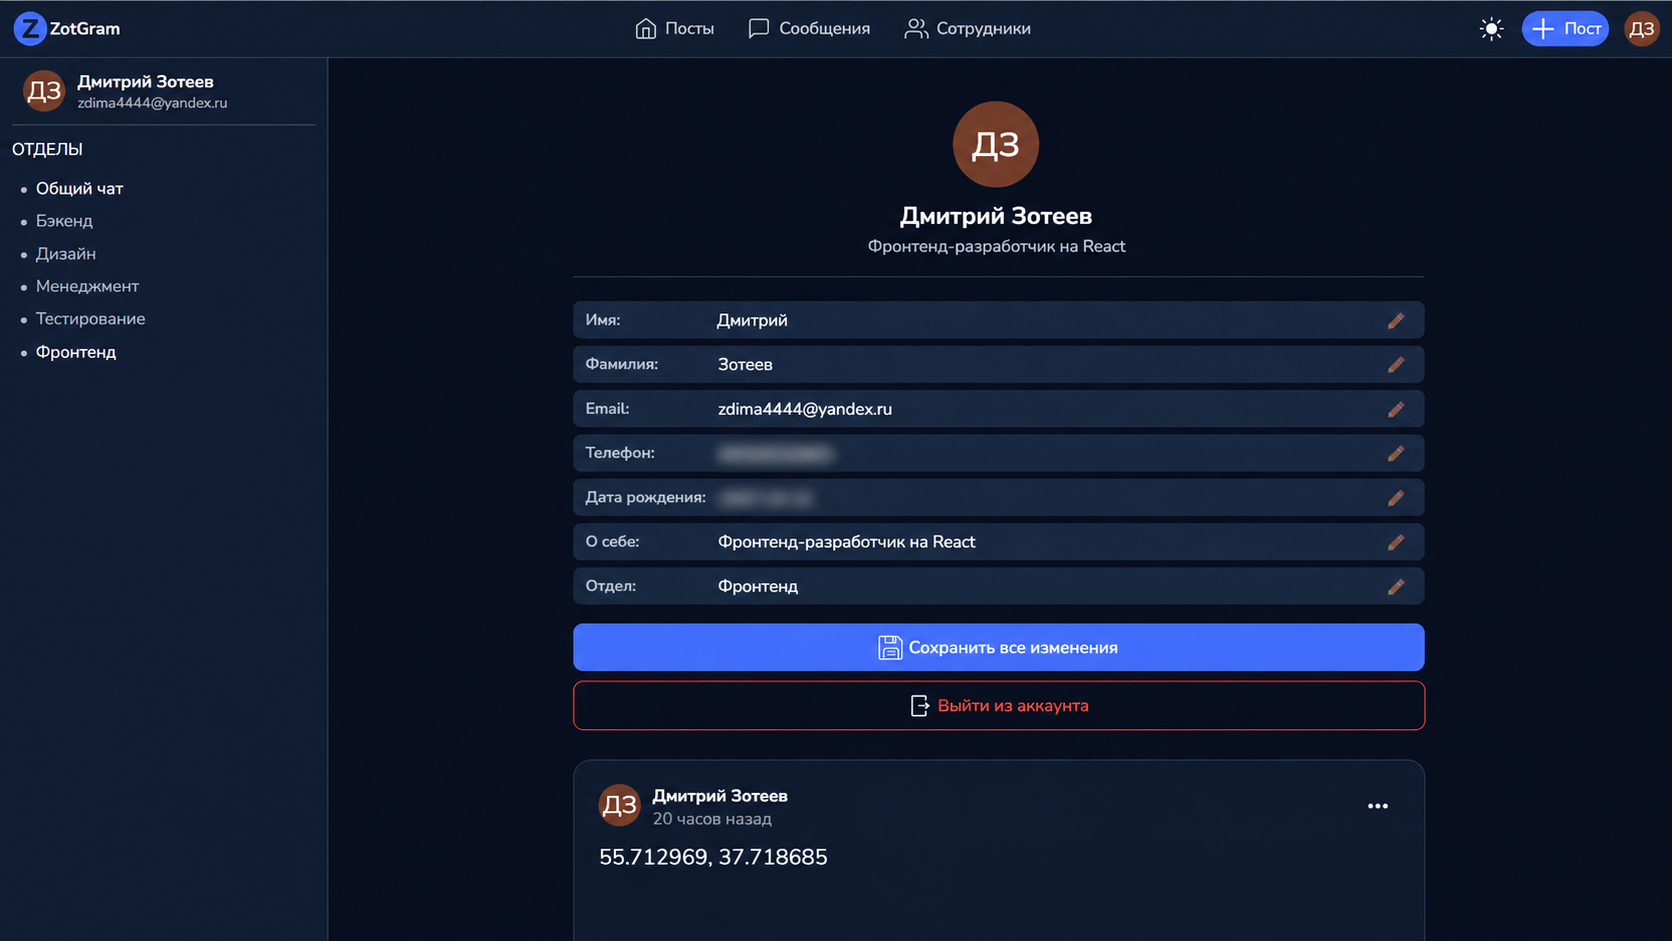 Z ZotGram
Посты
Сообщения
Сотрудники
Пост
ДЗ
ДЗ
Дмитрий Зотеев
zdima4444@yandex.ru
ОТДЕЛЫ
Общий чат
Бэкенд
Дизайн
Менеджмент
Тестирование
Фронтенд
ДЗ
Дмитрий Зотеев
Фронтенд-разработчик на React
Имя: Дмитрий
Фамилия: Зотеев
Email: zdima4444@yandex.ru
Телефон:
Дата рождения:
О себе: Фронтенд-разработчик на React
Отдел: Фронтенд
Сохранить все изменения
Выйти из аккаунта
ДЗ
Дмитрий Зотеев
20 часов назад
55.712969, 37.718685